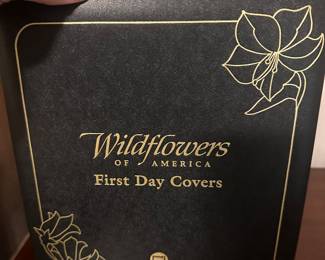 Wildflowers
OF AMERICA
First Day Covers